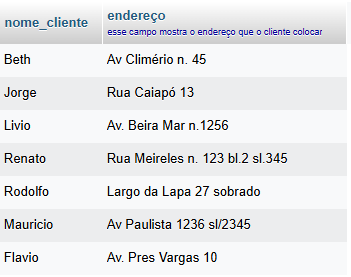 nome_cliente endereço
esse campo mostra o endereço que o cliente colocar
Beth Av Climério n. 45
Jorge Rua Caiapó 13
Livio Av. Beira Mar n.1256
Renato Rua Meireles n. 123 bl.2 sl.345
Rodolfo Largo da Lapa 27 sobrado
Mauricio Av Paulista 1236 sl/2345
Flavio Av. Pres Vargas 10